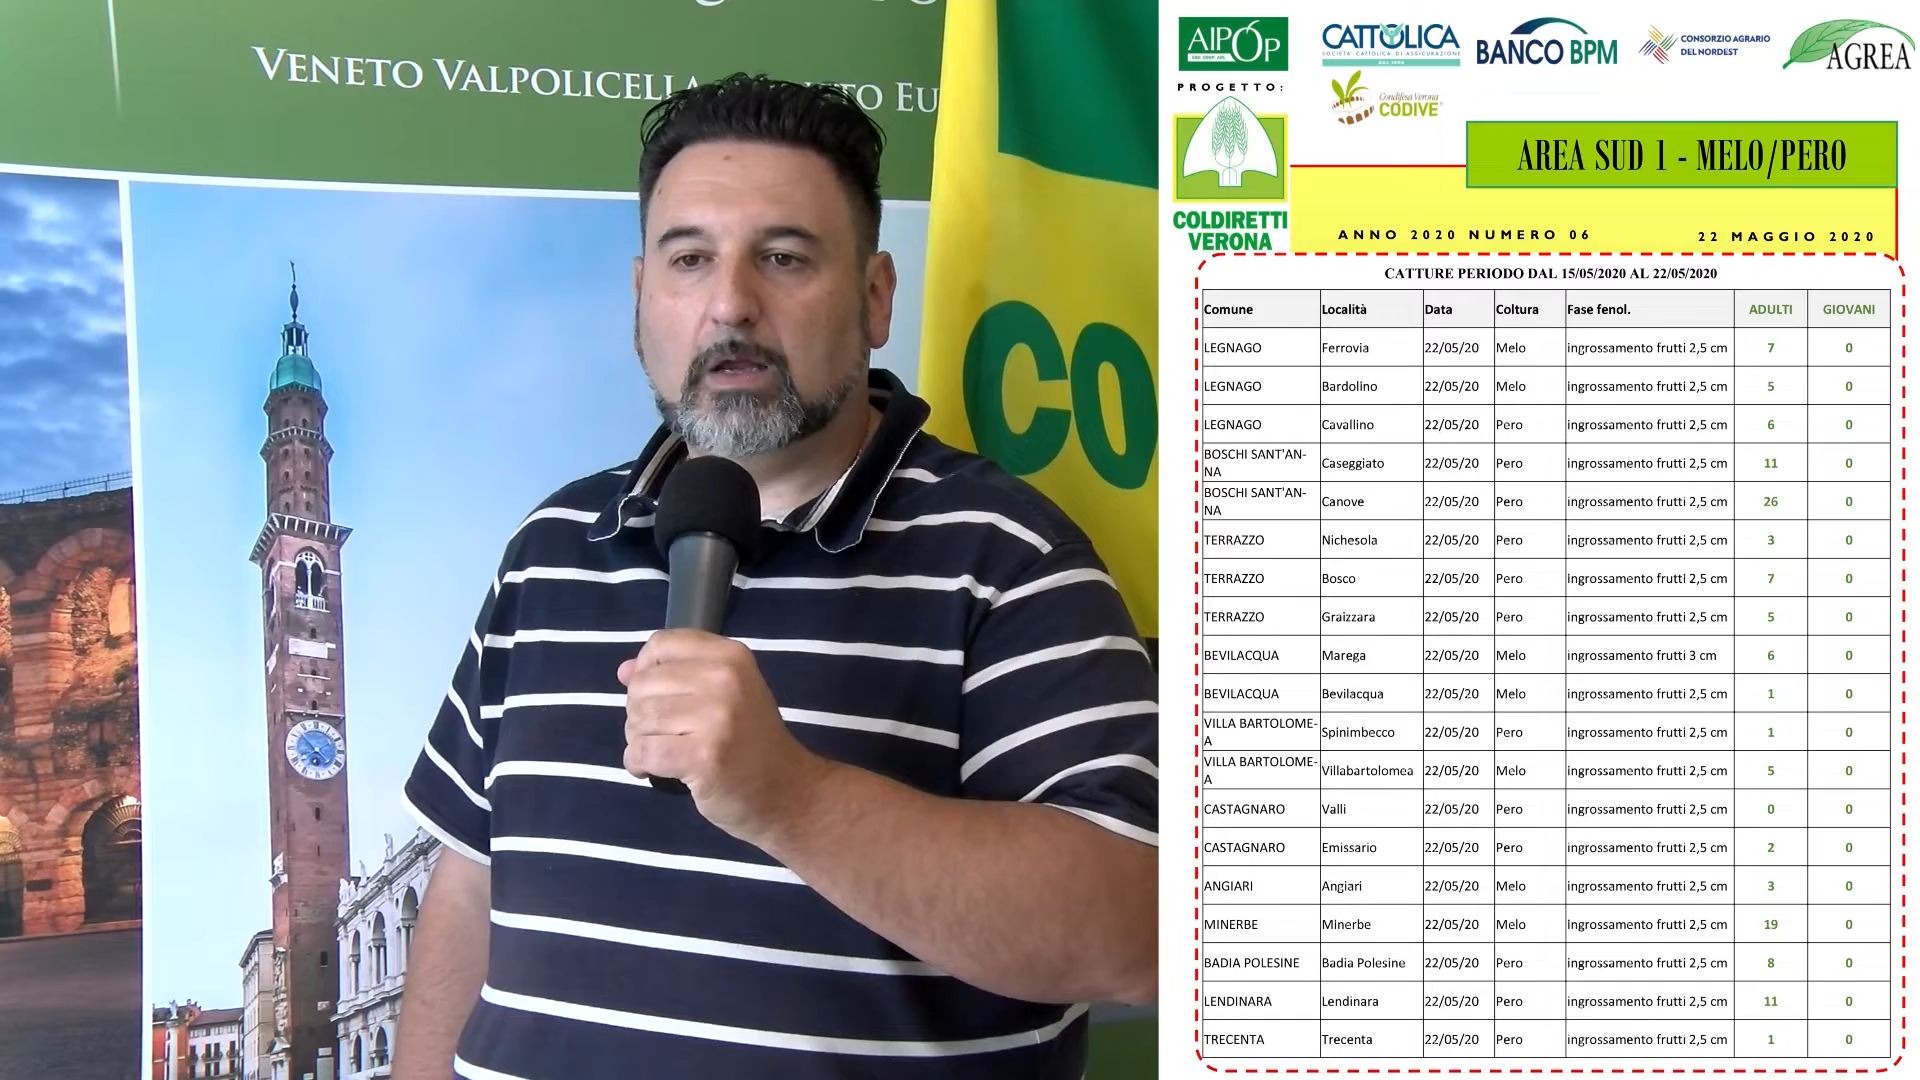 VENETO VALPOLICELLA
TO EU
CO
AIPOP
SOC. COOP. ARL
CATTOLICA
SOCIETÀ CATTOLICA DI ASSICURAZIONE
DAL 1896
BANCO BPM
CONSORZIO AGRARIO
DEL NORDEST
AGREA
PROGETTO:
Condifesa Verona
CODIVE
COLDIRETTI
VERONA
AREA SUD 1 - MELO/PERO
ANNO 2020 NUMERO 06
22 MAGGIO 2020
CATTURE PERIODO DAL 15/05/2020 AL 22/05/2020
Comune Località Data Coltura Fase fenol. ADULTI GIOVANI
LEGNAGO Ferrovia 22/05/20 Melo ingrossamento frutti 2,5 cm 7 0
LEGNAGO Bardolino 22/05/20 Melo ingrossamento frutti 2,5 cm 5 0
LEGNAGO Cavallino 22/05/20 Pero ingrossamento frutti 2,5 cm 6 0
BOSCHI SANT'AN-
NA Caseggiato 22/05/20 Pero ingrossamento frutti 2,5 cm 11 0
BOSCHI SANT'AN-
NA Canove 22/05/20 Pero ingrossamento frutti 2,5 cm 26 0
TERRAZZO Nichesola 22/05/20 Pero ingrossamento frutti 2,5 cm 3 0
TERRAZZO Bosco 22/05/20 Pero ingrossamento frutti 2,5 cm 7 0
TERRAZZO Graizzara 22/05/20 Pero ingrossamento frutti 2,5 cm 5 0
BEVILACQUA Marega 22/05/20 Melo ingrossamento frutti 3 cm 6 0
BEVILACQUA Bevilacqua 22/05/20 Melo ingrossamento frutti 2,5 cm 1 0
VILLA BARTOLOME-
A Spinimbecco 22/05/20 Pero ingrossamento frutti 2,5 cm 1 0
VILLA BARTOLOME-
A Villabartolomea 22/05/20 Melo ingrossamento frutti 2,5 cm 5 0
CASTAGNARO Valli 22/05/20 Pero ingrossamento frutti 2,5 cm 0 0
CASTAGNARO Emissario 22/05/20 Pero ingrossamento frutti 2,5 cm 2 0
ANGIARI Angiari 22/05/20 Melo ingrossamento frutti 2,5 cm 3 0
MINERBE Minerbe 22/05/20 Melo ingrossamento frutti 2,5 cm 19 0
BADIA POLESINE Badia Polesine 22/05/20 Pero ingrossamento frutti 2,5 cm 8 0
LENDINARA Lendinara 22/05/20 Pero ingrossamento frutti 2,5 cm 11 0
TRECENTA Trecenta 22/05/20 Pero ingrossamento frutti 2,5 cm 1 0